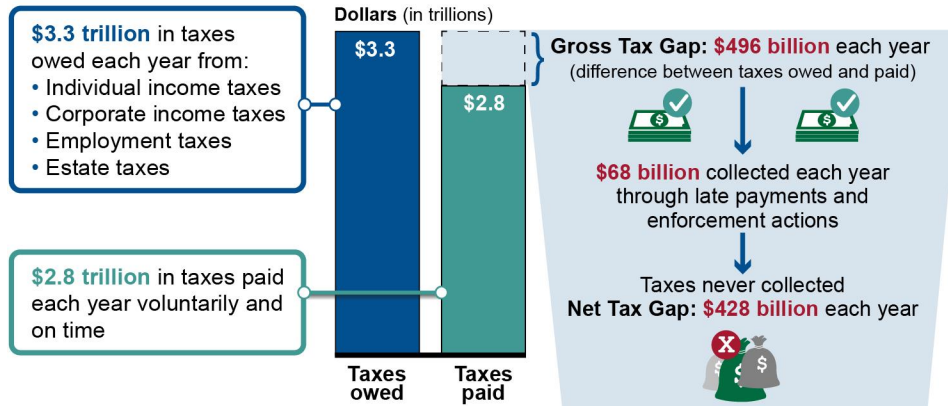 $3.3 trillion in taxes
owed each year from:
• Individual income taxes
• Corporate income taxes
• Employment taxes
• Estate taxes
$2.8 trillion in taxes paid
each year voluntarily and
on time
Dollars (in trillions)
$3.3
$2.8
Taxes
owed
Taxes
paid
Gross Tax Gap: $496 billion each year
(difference between taxes owed and paid)
$
$
$68 billion collected each year
through late payments and
enforcement actions
Taxes never collected
Net Tax Gap: $428 billion each year
X
$
$
$